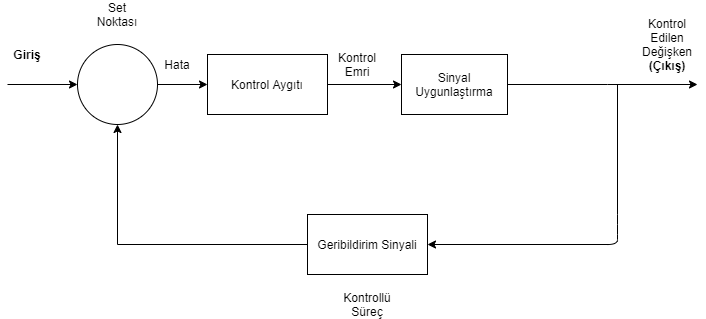 Set
Noktası
Giriş
Hata
Kontrol Aygıtı
Kontrol
Emri
Sinyal
Uygunlaştırma
Kontrol
Edilen
Değişken
(Çıkış)
Geribildirim Sinyali
Kontrollü
Süreç